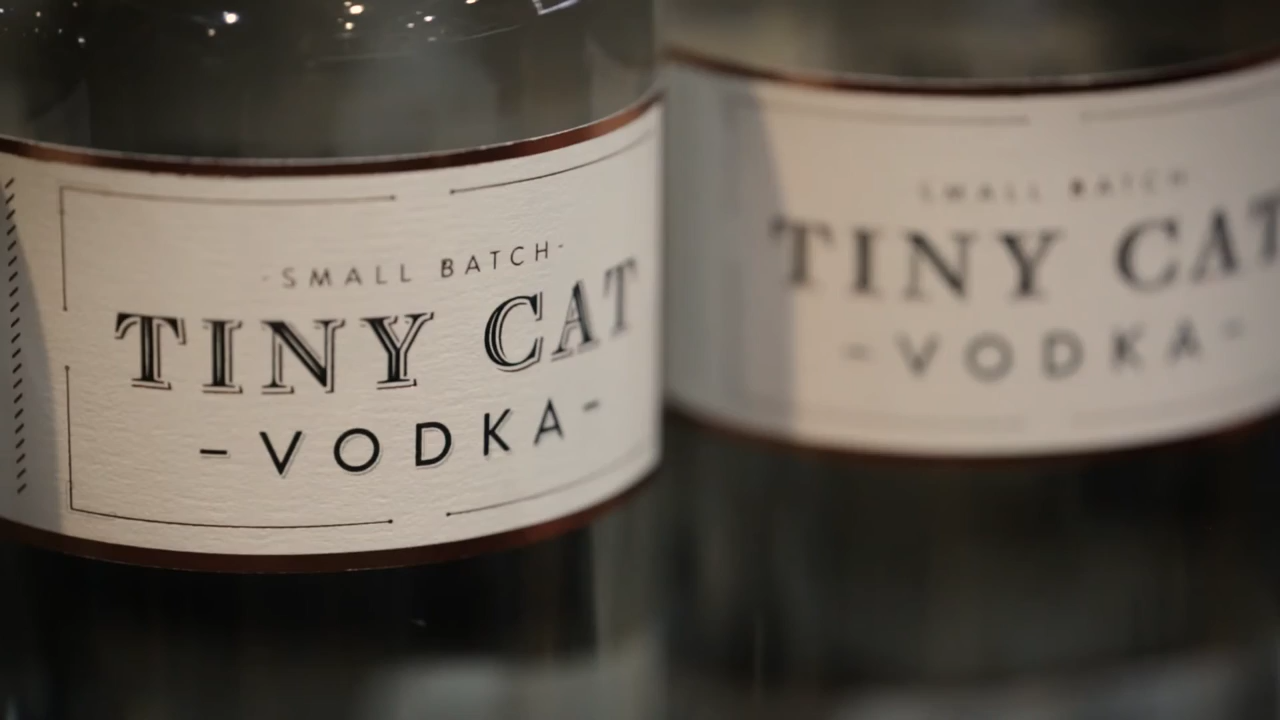 -SMALL BATCH-
TINY CAT
-VODKA-
SMALL BATCH
TINY CAT
-VODKA-